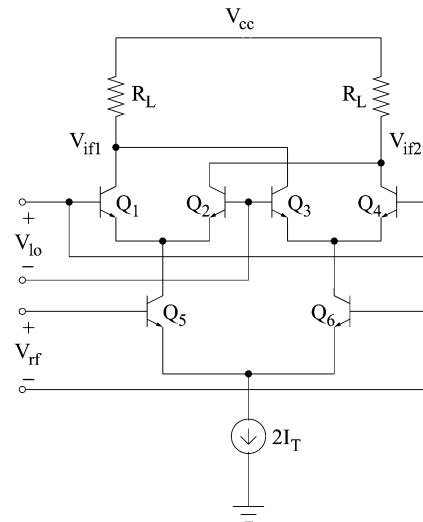 Vcc
RL RL
Vif1 Vif2
Q1 Q2 Q3 Q4
+
Vlo
−
Q5 Q6
+
Vrf
−
2IT